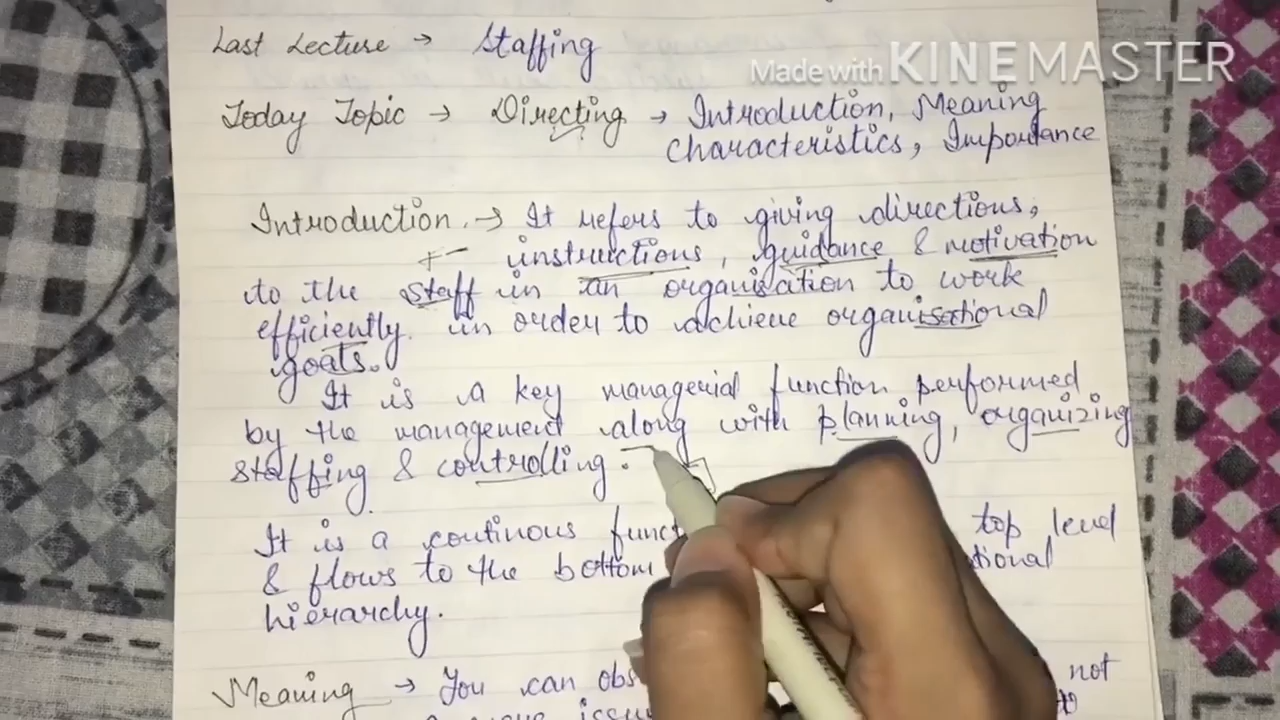 Last Lecture → Staffing
Made with KINEMASTER
Today Topic → Directing → Introduction, Meaning
Characteristics, Importance
Introduction. → It refers to giving directions,
instructions, guidance & motivation
to the staff in an organisation to work
efficiently in order to achieve organisational
goals.
It is a key managerial function performed
by the management along with planning, organizing
staffing & controlling.
It is a continous top level
& flows to the bottom
hierarchy.
Meaning → You can not